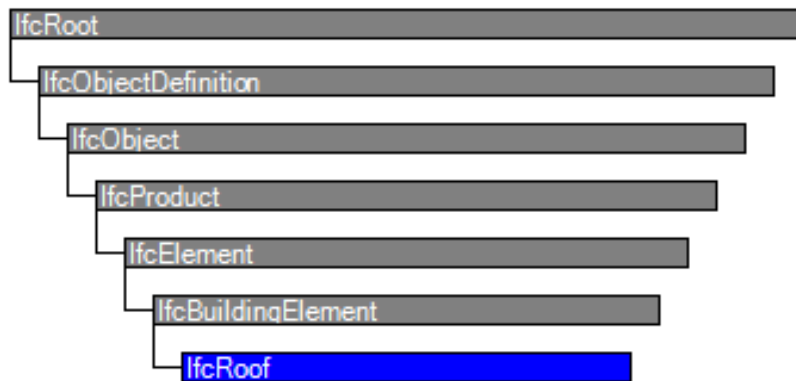 IfcRoot
IfcObjectDefinition
IfcObject
IfcProduct
IfcElement
IfcBuildingElement
IfcRoof